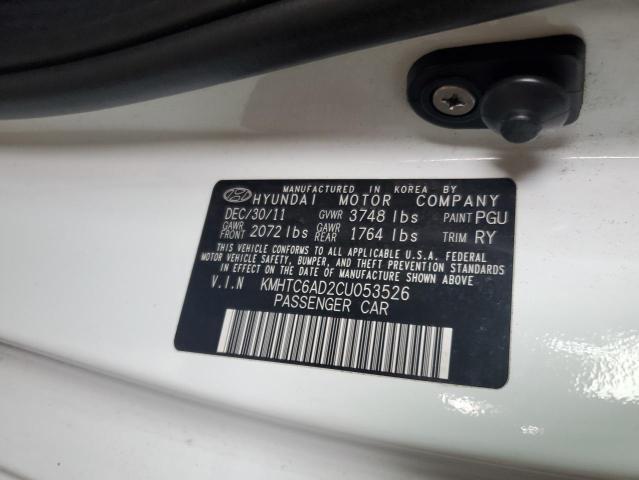 MANUFACTURED IN KOREA BY
HYUNDAI MOTOR COMPANY
DEC/30/11 GVWR 3748 lbs PAINT PGU
GAWR FRONT 2072 lbs GAWR REAR 1764 lbs TRIM RY
THIS VEHICLE CONFORMS TO ALL APPLICABLE U.S.A. FEDERAL
MOTOR VEHICLE SAFETY, BUMPER, AND THEFT PREVENTION STANDARDS
IN EFFECT ON THE DATE OF MANUFACTURE SHOWN ABOVE.
V.I.N KMHTC6AD2CU053526
PASSENGER CAR